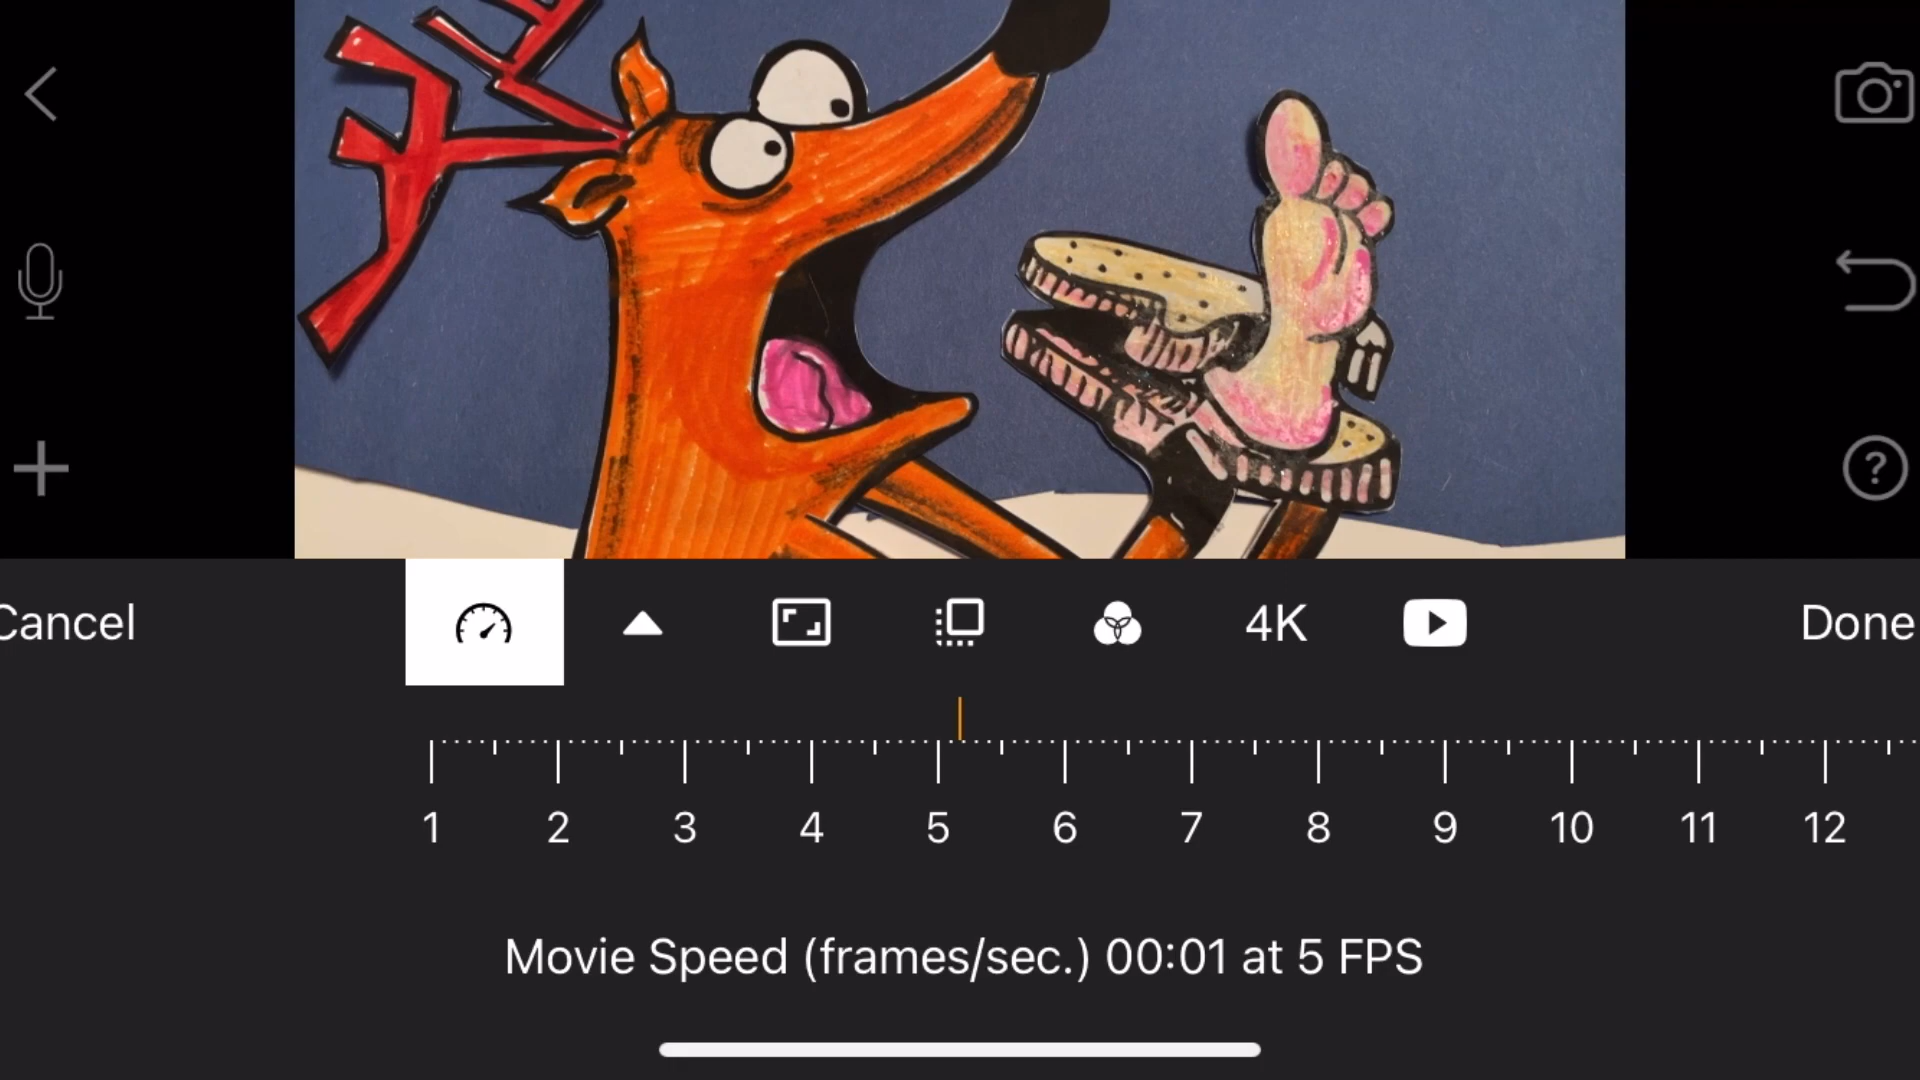 Cancel
4K
Done
1 2 3 4 5 6 7 8 9 10 11 12
Movie Speed (frames/sec.) 00:01 at 5 FPS